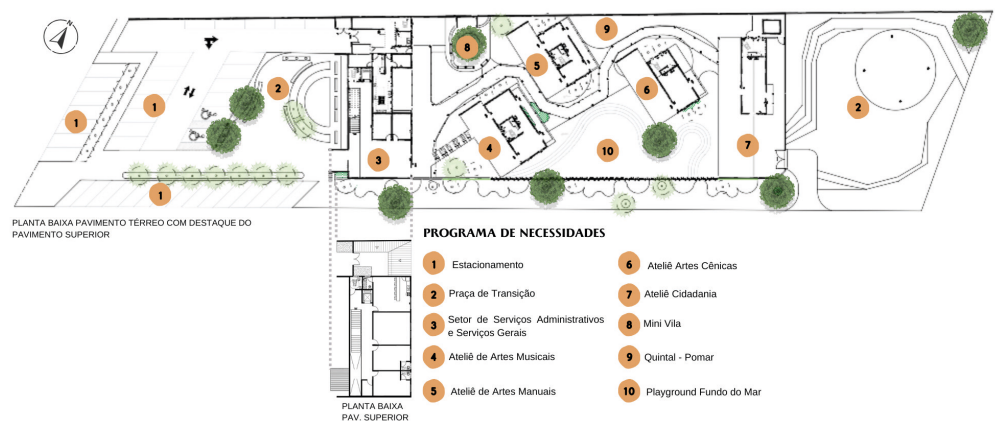 N
9
8
5
2
6
1
2
1
4
10
7
3
1
PLANTA BAIXA PAVIMENTO TÉRREO COM DESTAQUE DO
PAVIMENTO SUPERIOR
PROGRAMA DE NECESSIDADES
1 Estacionamento
2 Praça de Transição
3 Setor de Serviços Administrativos
e Serviços Gerais
4 Ateliê de Artes Musicais
5 Ateliê de Artes Manuais
6 Ateliê Artes Cênicas
7 Ateliê Cidadania
8 Mini Vila
9 Quintal - Pomar
10 Playground Fundo do Mar
PLANTA BAIXA
PAV. SUPERIOR